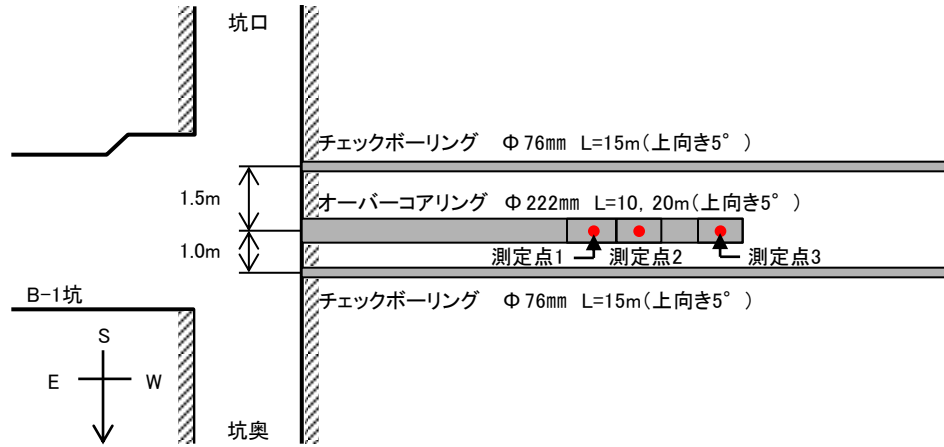 坑口
チェックボーリング Φ76mm L=15m(上向き5°)
1.5m
オーバーコアリング Φ222mm L=10, 20m(上向き5°)
1.0m
測定点1 測定点2 測定点3
B-1坑
チェックボーリング Φ76mm L=15m(上向き5°)
S
E W
坑奥